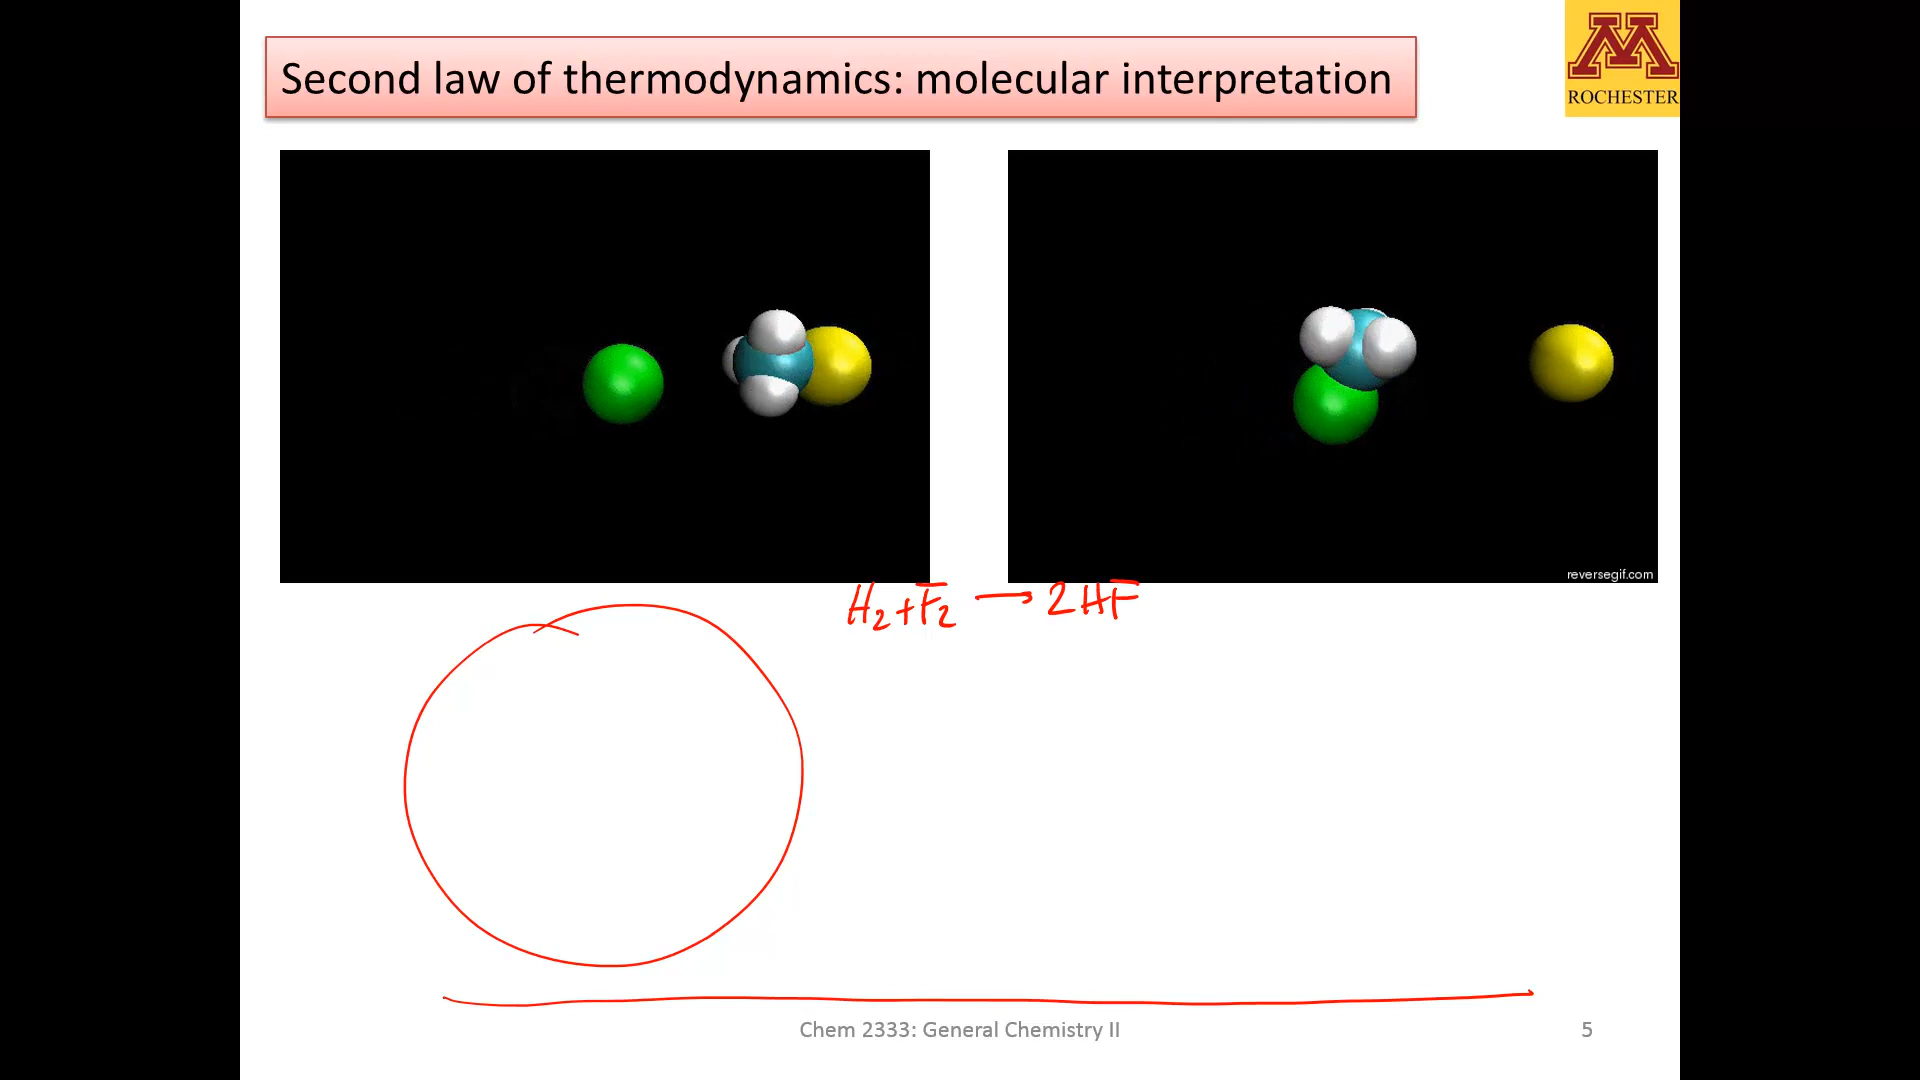 Second law of thermodynamics: molecular interpretation
M
ROCHESTER
reversegif.com
H₂+F₂ → 2HF
Chem 2333: General Chemistry II
5